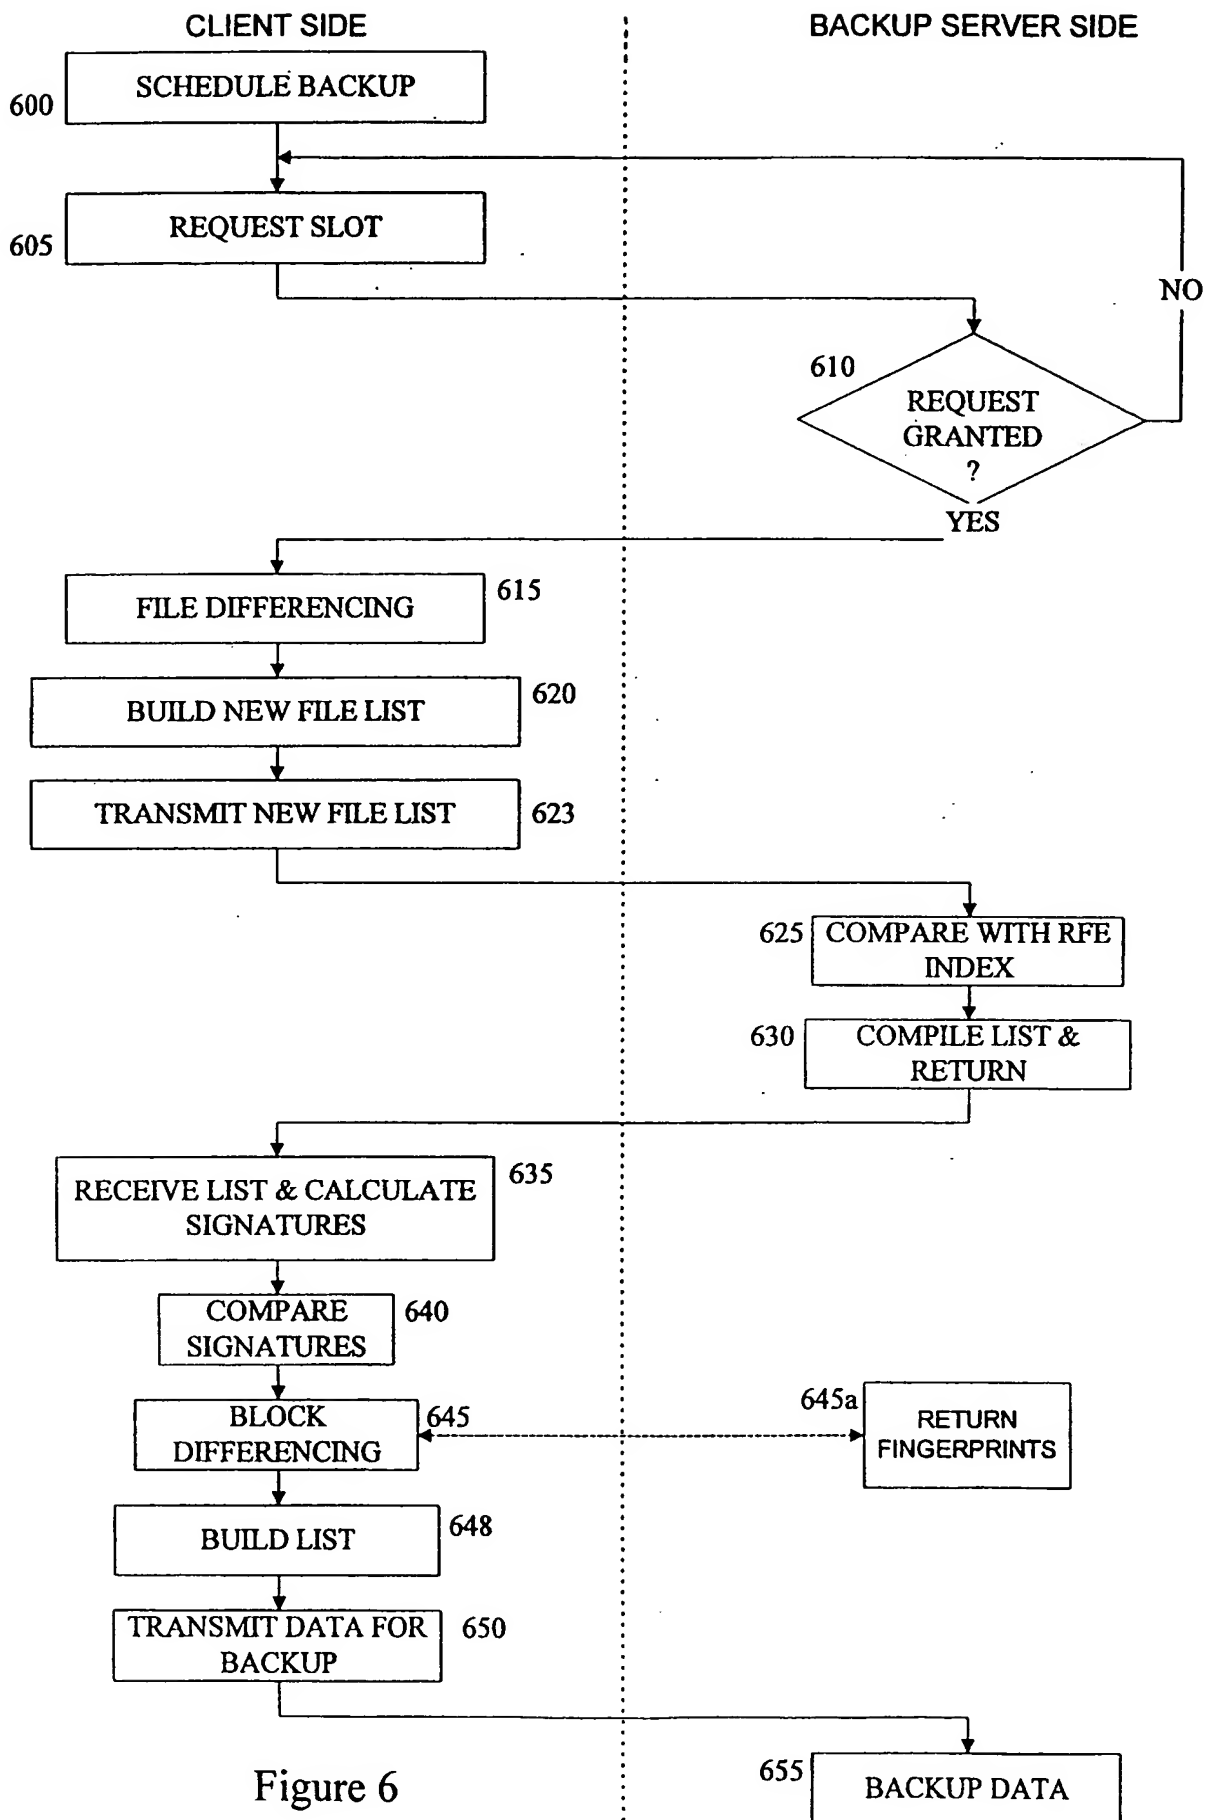 CLIENT SIDE
BACKUP SERVER SIDE
600
SCHEDULE BACKUP
605
REQUEST SLOT
NO
610
REQUEST
GRANTED
?
YES
FILE DIFFERENCING
615
BUILD NEW FILE LIST
620
TRANSMIT NEW FILE LIST
623
625
COMPARE WITH RFE
INDEX
630
COMPILE LIST &
RETURN
RECEIVE LIST & CALCULATE
SIGNATURES
635
COMPARE
SIGNATURES
640
BLOCK
DIFFERENCING
645
645a
RETURN
FINGERPRINTS
BUILD LIST
648
TRANSMIT DATA FOR
BACKUP
650
655
BACKUP DATA
Figure 6